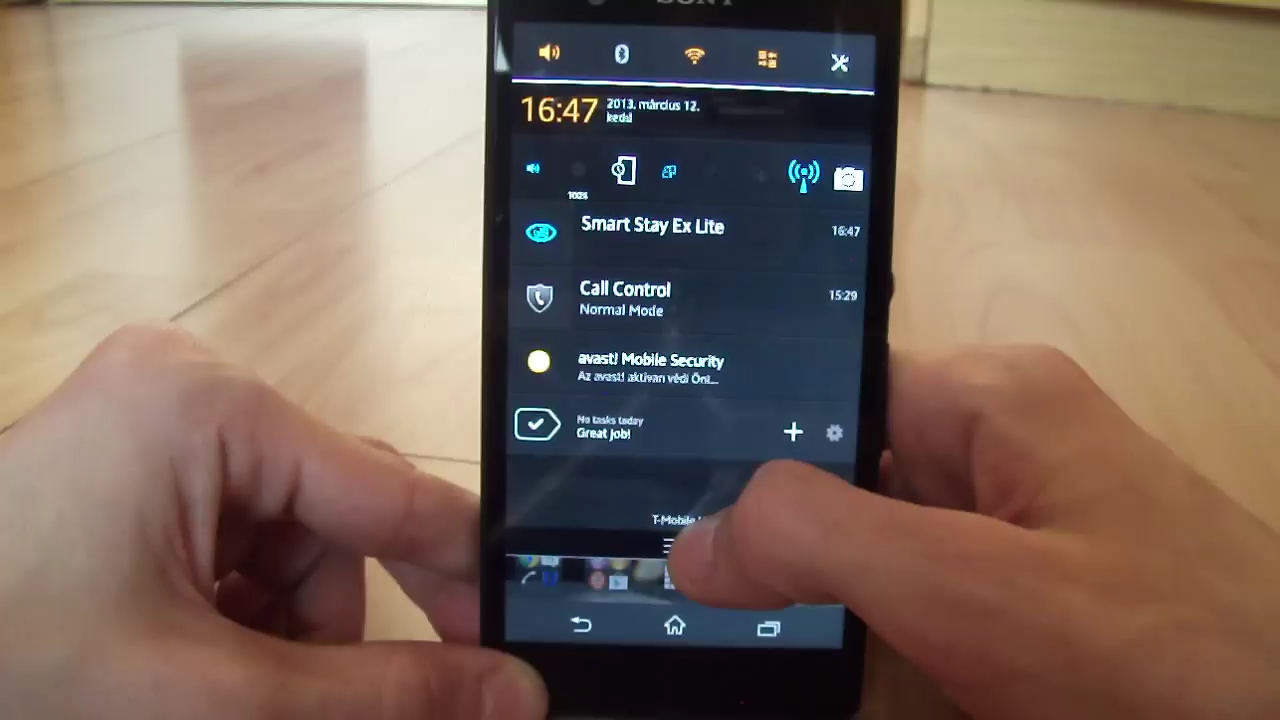 SONY
16:47
2013. március 12.
kedd
100%
Smart Stay Ex Lite
16:47
Call Control
15:29
Normal Mode
avast! Mobile Security
Az avast! aktívan védi Önt...
No tasks today
Great job!
T-Mobile